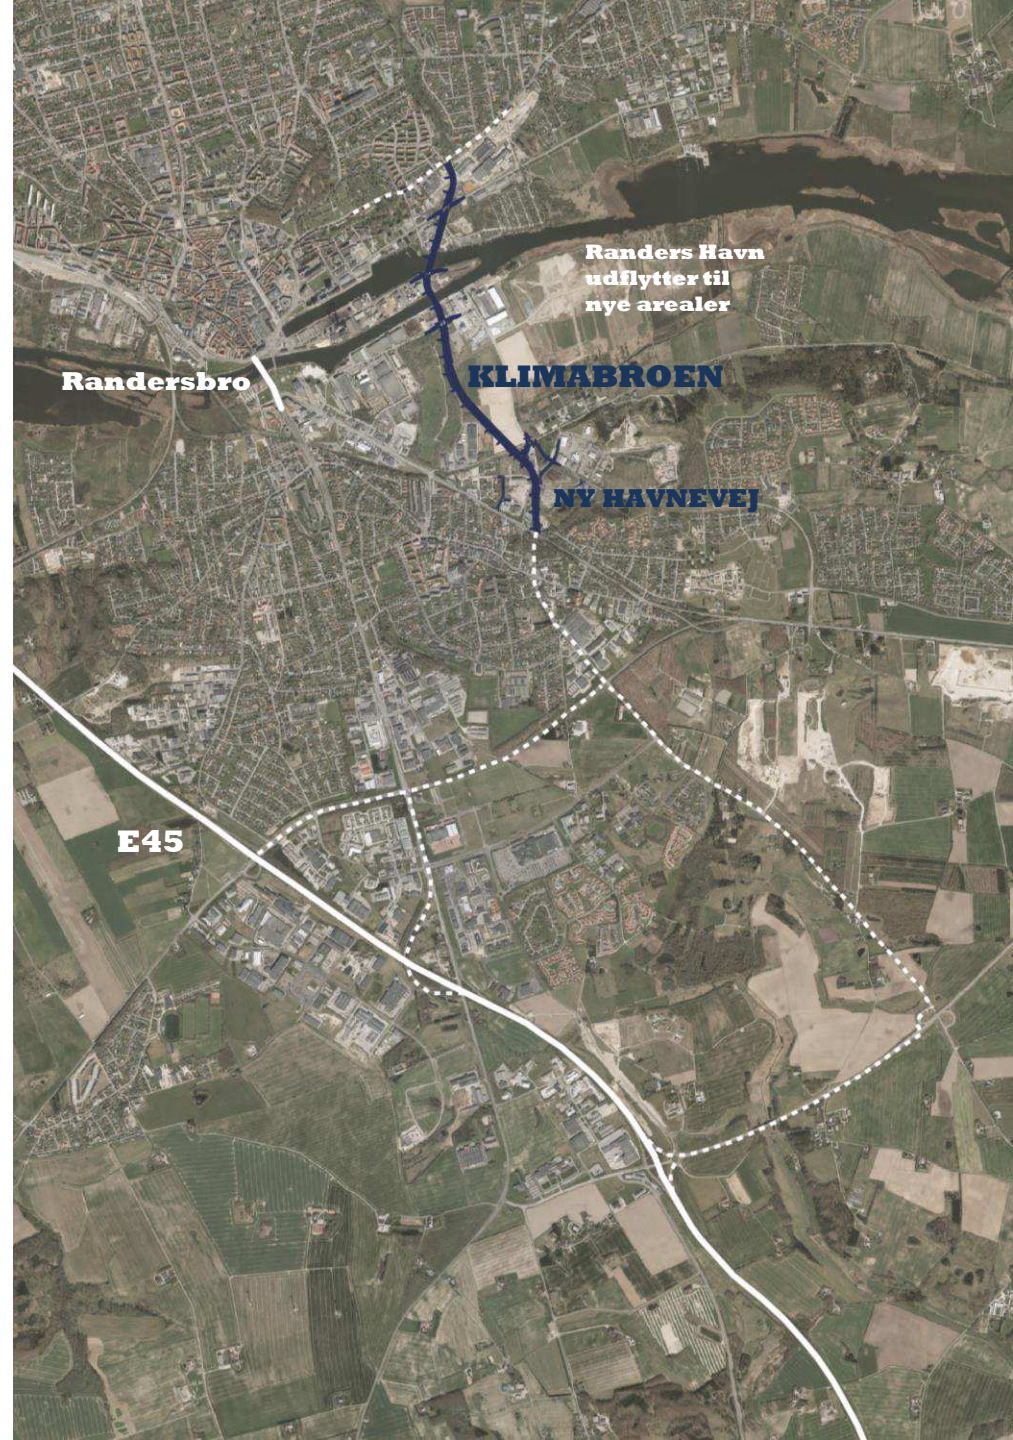 Randers Havn
udflytter til
nye arealer
Randersbro
KLIMABROEN
NY HAVNEVEJ
E45